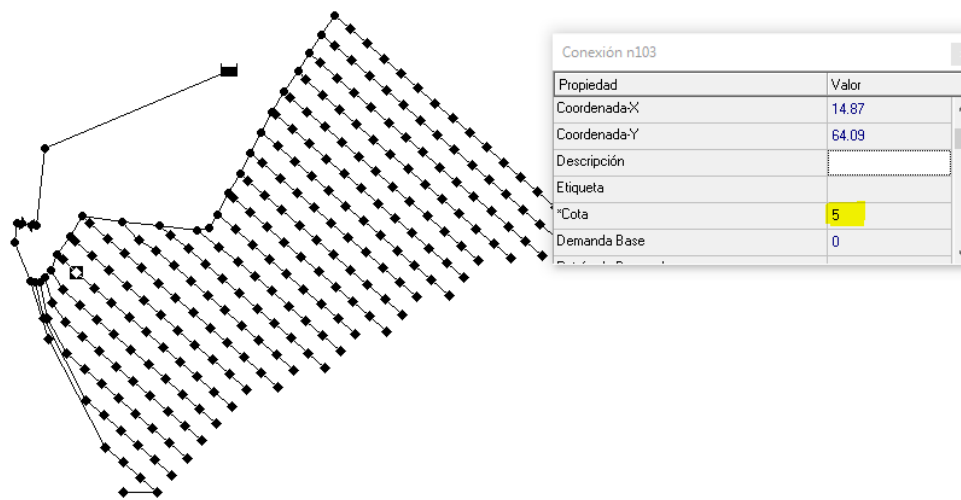 Conexión n103
Propiedad Valor
Coordenada-X 14.87
Coordenada-Y 64.09
Descripción
Etiqueta
*Cota 5
Demanda Base 0